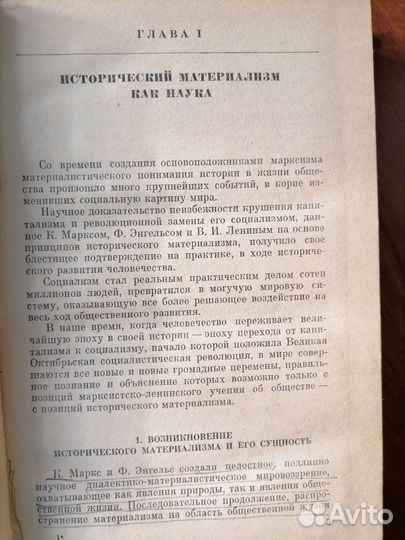 ГЛАВА I
ИСТОРИЧЕСКИЙ МАТЕРИАЛИЗМ
КАК НАУКА
Со времени создания основоположниками марксизма
материалистического понимания истории в жизни обще-
ства произошло много крупнейших событий, в корне из-
менивших социальную картину мира.
Научное доказательство неизбежности крушения капи-
тализма и революционной замены его социализмом, дан-
ное К. Марксом, Ф. Энгельсом и В. И. Лениным на основе
принципов исторического материализма, получило свое
блестящее подтверждение на практике, в ходе историче-
ского развития человечества.
Социализм стал реальным практическим делом сотен
миллионов людей, превратился в могучую мировую си-
стему, оказывающую все более решающее воздействие на
весь ход общественного развития.
В наше время, когда человечество переживает вели-
чайшую эпоху в своей истории — эпоху перехода от капи-
тализма к социализму, начало которой положила Великая
Октябрьская социалистическая революция, в мире совер-
шаются все новые и новые громадные перемены, правиль-
ное познание и объяснение которых возможно только с
позиций марксистско-ленинского учения об обществе —
с позиций исторического материализма.
1. ВОЗНИКНОВЕНИЕ
ИСТОРИЧЕСКОГО МАТЕРИАЛИЗМА И ЕГО СУЩНОСТЬ
К. Маркс и Ф. Энгельс создали целостное, подлинно
научное диалектико-материалистическое мировоззрение,
охватывающее как явления природы, так и явления обще-
ственной жизни. Последовательное продолжение, распро-
странение материализма на область общественной жизни
1*
Avito